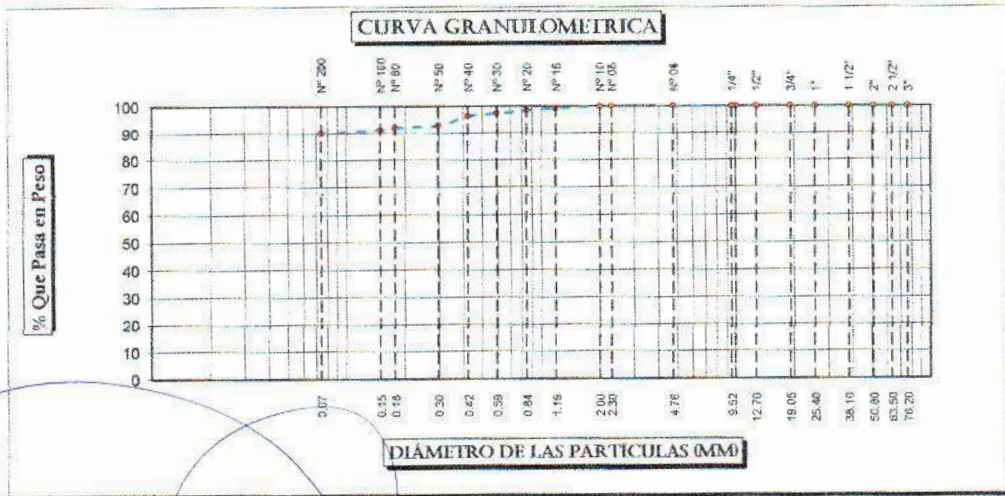 CURVA GRANULOMETRICA
Nº 200 Nº 100 Nº 80 Nº 50 Nº 40 Nº 30 Nº 20 Nº 16 Nº 10 Nº 08 Nº 04 1/4" 1/2" 3/4" 1" 1 1/2" 2" 2 1/2" 3"
100
90
80
70
60
50
40
30
20
10
0
% Que Pasa en Peso
0.07 0.15 0.18 0.30 0.42 0.59 0.84 1.19 2.00 2.30 4.76 9.52 12.70 19.05 25.40 38.10 50.80 63.50 76.20
DIÁMETRO DE LAS PARTÍCULAS (MM)